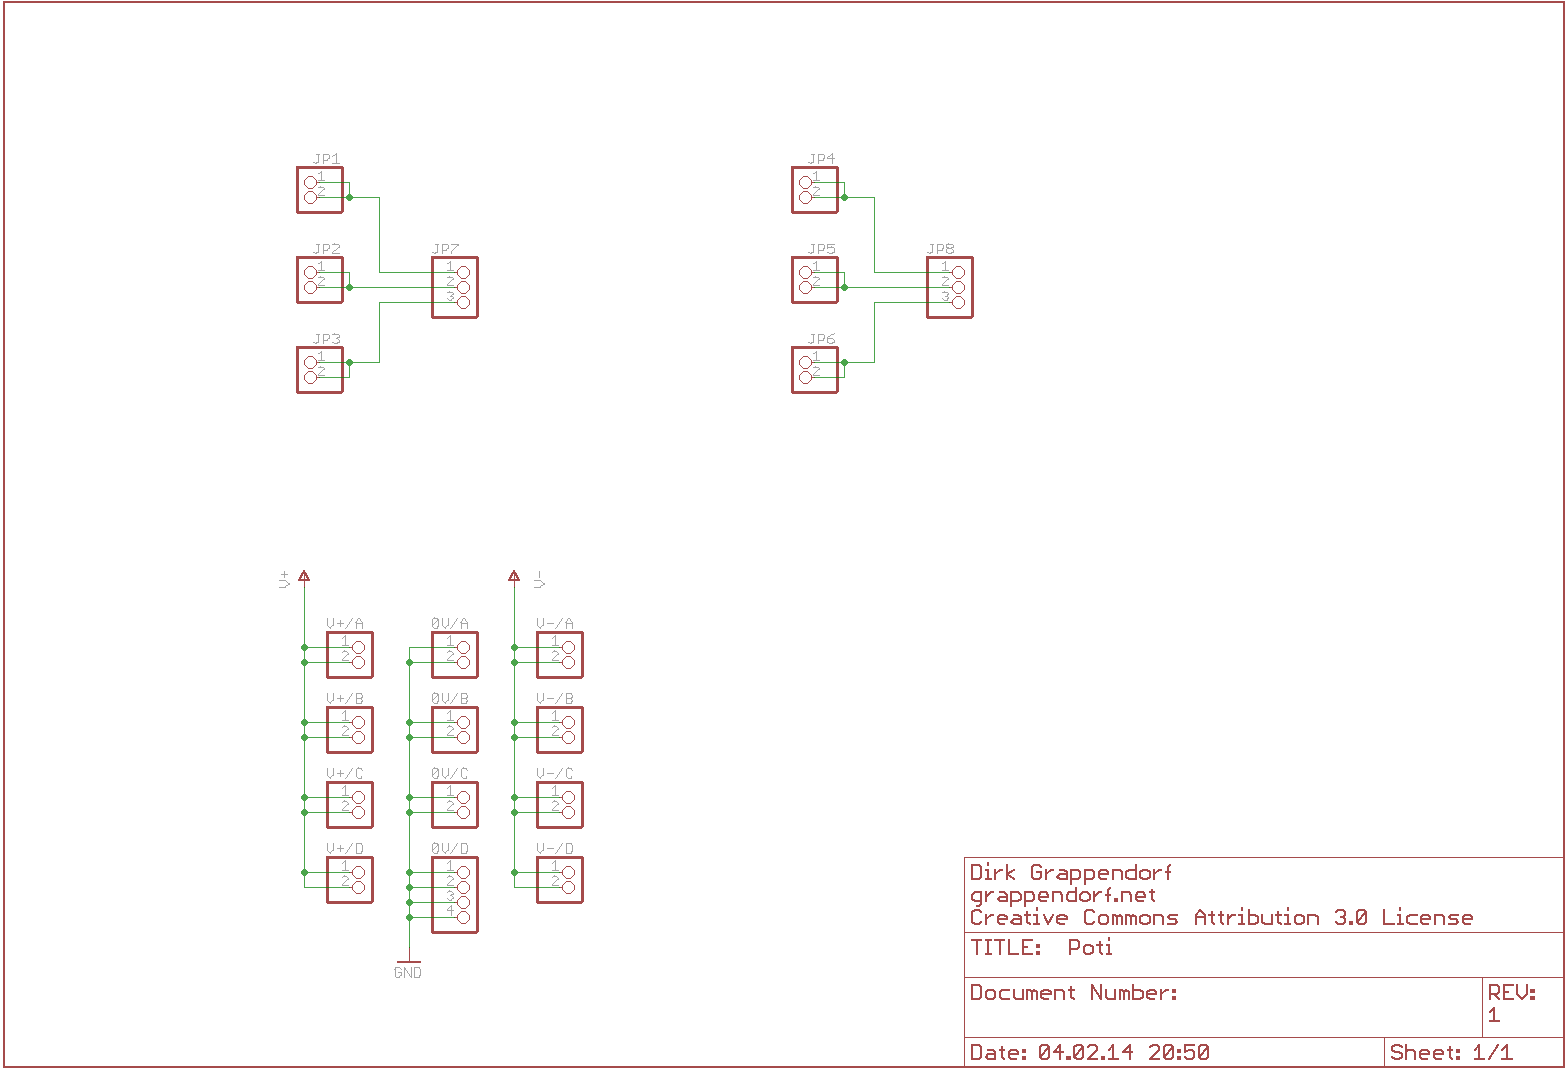 JP1
1
2
JP4
1
2
JP2
1
2
JP7
1
2
3
JP5
1
2
JP8
1
2
3
JP3
1
2
JP6
1
2
V+
V-
V+/A
1
2
0V/A
1
2
V-/A
1
2
V+/B
1
2
0V/B
1
2
V-/B
1
2
V+/C
1
2
0V/C
1
2
V-/C
1
2
V+/D
1
2
0V/D
1
2
3
4
V-/D
1
2
GND
Dirk Grappendorf
grappendorf.net
Creative Commons Attribution 3.0 License
TITLE: Poti
Document Number:
REV:
1
Date: 04.02.14 20:50
Sheet: 1/1